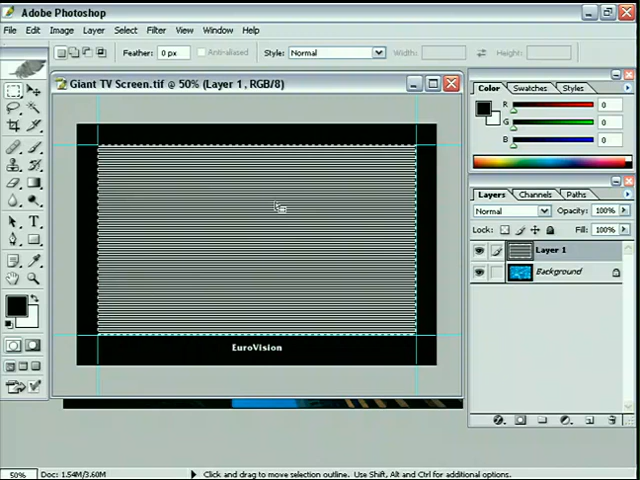 Adobe Photoshop
File Edit Image Layer Select Filter View Window Help
Feather: 0 px Anti-aliased Style: Normal Width: Height:
Giant TV Screen.tif @ 50% (Layer 1, RGB/8)
EuroVision
Color Swatches Styles
R 0
G 0
B 0
Layers Channels Paths
Normal Opacity: 100%
Lock: Fill: 100%
Layer 1
Background
50% Doc: 1.54M/3.60M Click and drag to move selection outline. Use Shift, Alt and Ctrl for additional options.